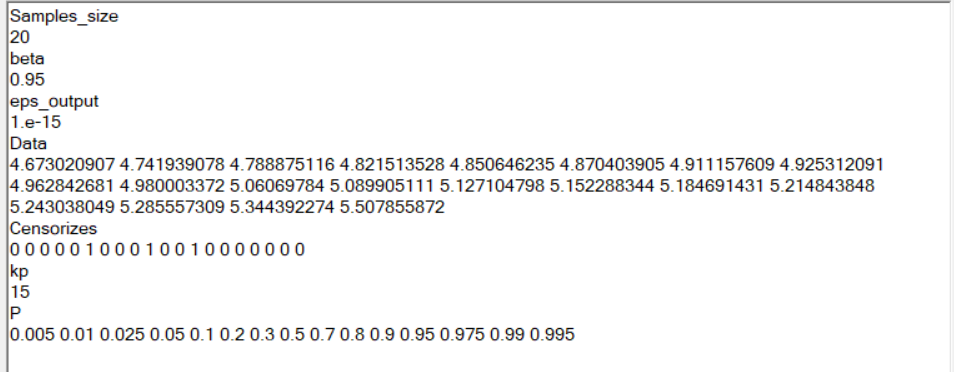 Samples_size
20
beta
0.95
eps_output
1.e-15
Data
4.673020907 4.741939078 4.788875116 4.821513528 4.850646235 4.870403905 4.911157609 4.925312091
4.962842681 4.980003372 5.06069784 5.089905111 5.127104798 5.152288344 5.184691431 5.214843848
5.243038049 5.285557309 5.344392274 5.507855872
Censorizes
0 0 0 0 0 1 0 0 0 1 0 0 1 0 0 0 0 0 0 0
kp
15
P
0.005 0.01 0.025 0.05 0.1 0.2 0.3 0.5 0.7 0.8 0.9 0.95 0.975 0.99 0.995